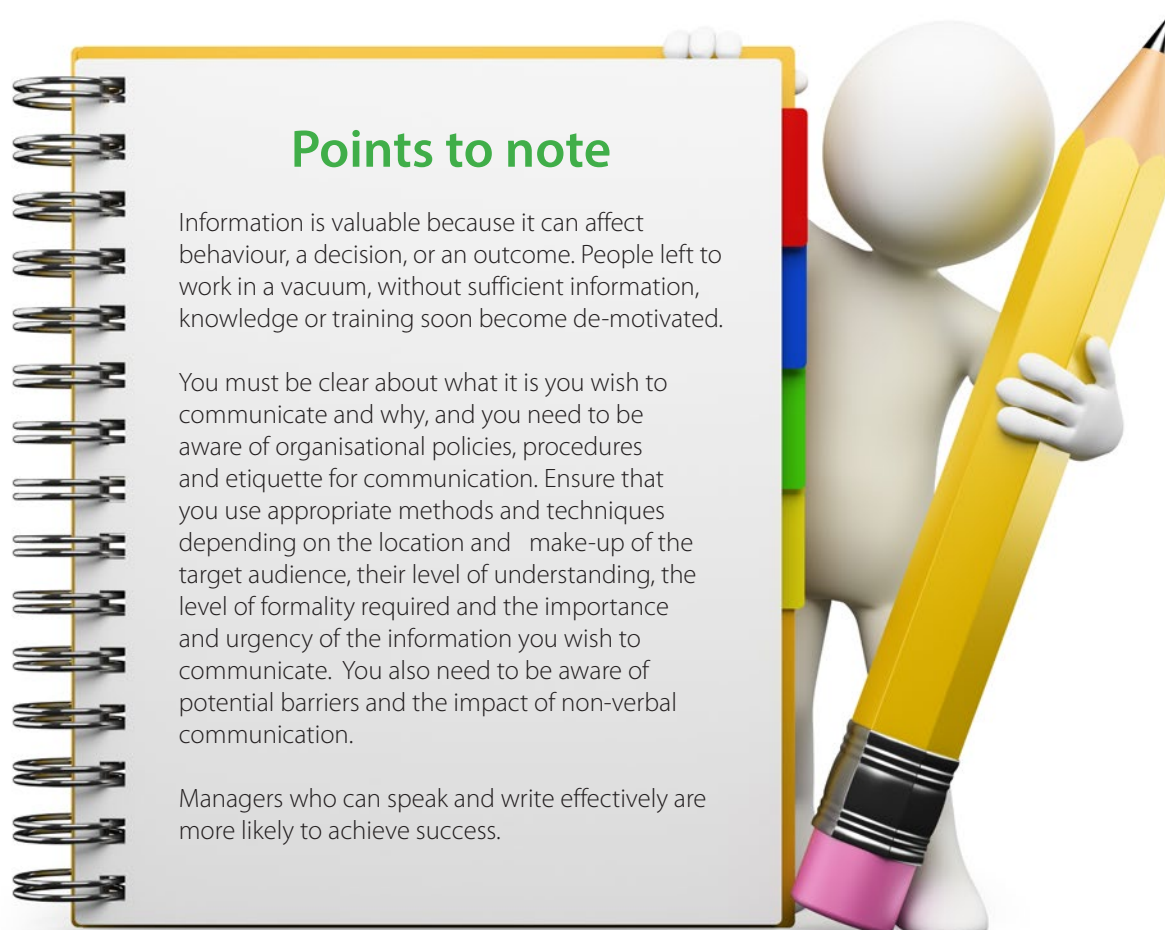 Points to note
Information is valuable because it can affect
behaviour, a decision, or an outcome. People left to
work in a vacuum, without sufficient information,
knowledge or training soon become de-motivated.
You must be clear about what it is you wish to
communicate and why, and you need to be
aware of organisational policies, procedures
and etiquette for communication. Ensure that
you use appropriate methods and techniques
depending on the location and   make-up of the
target audience, their level of understanding, the
level of formality required and the importance
and urgency of the information you wish to
communicate.  You also need to be aware of
potential barriers and the impact of non-verbal
communication.
Managers who can speak and write effectively are
more likely to achieve success.